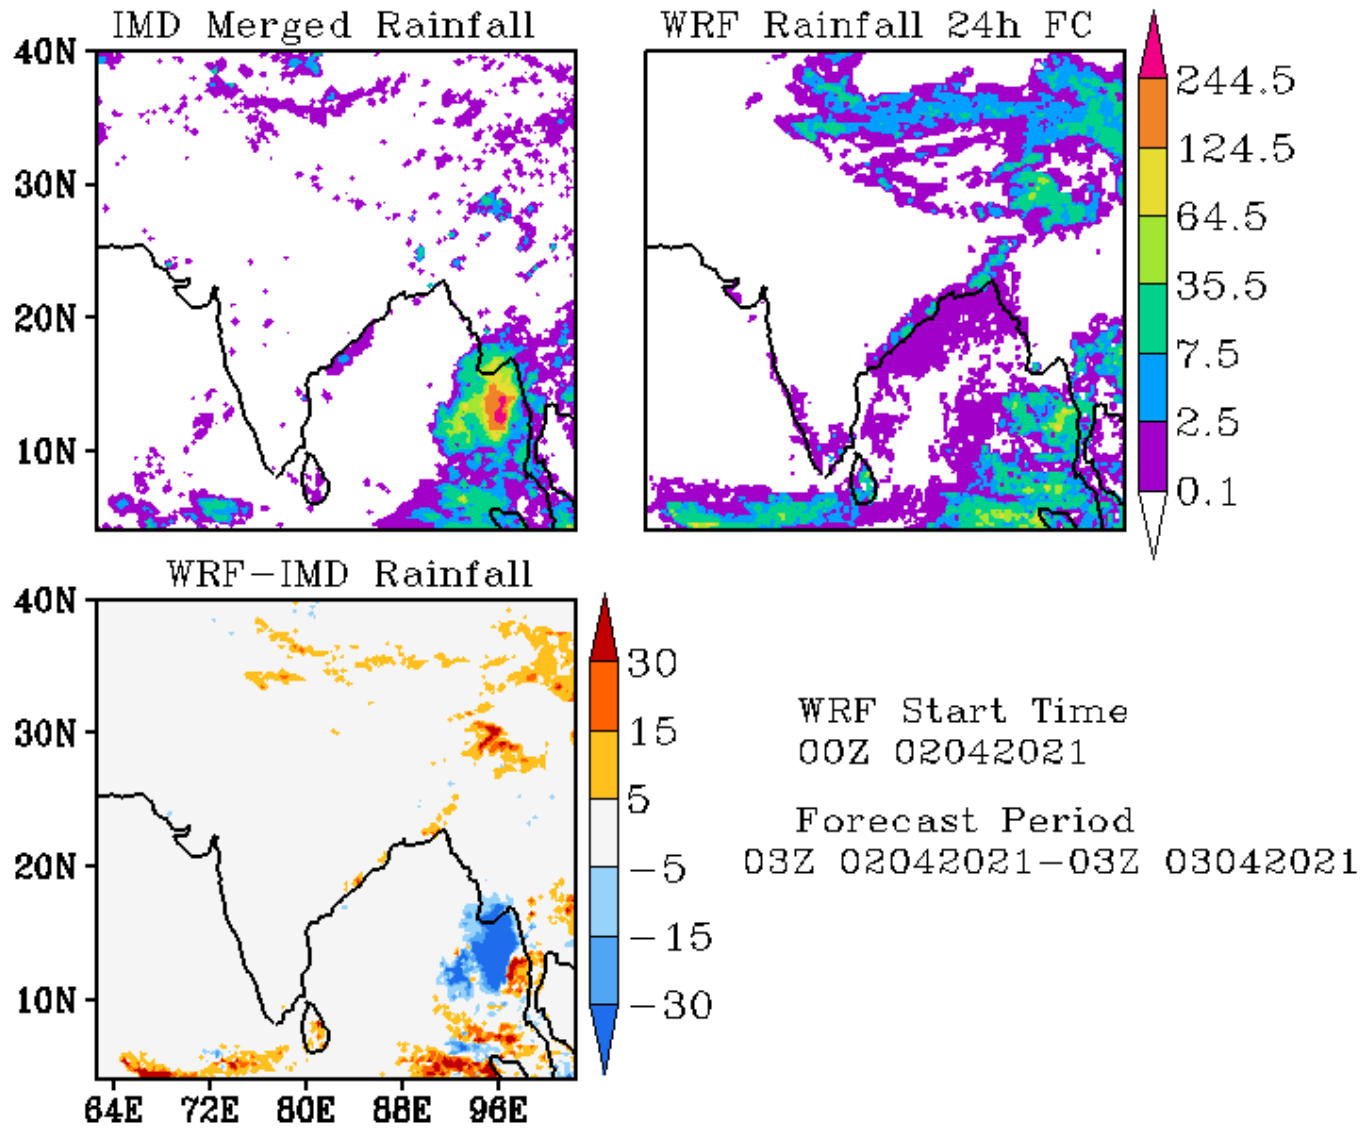 IMD Merged Rainfall
WRF Rainfall 24h FC
40N
30N
20N
10N
244.5
124.5
64.5
35.5
7.5
2.5
0.1
WRF-IMD Rainfall
40N
30N
20N
10N
64E 72E 80E 88E 96E
30
15
5
-5
-15
-30
WRF Start Time
00Z 02042021
Forecast Period
03Z 02042021-03Z 03042021